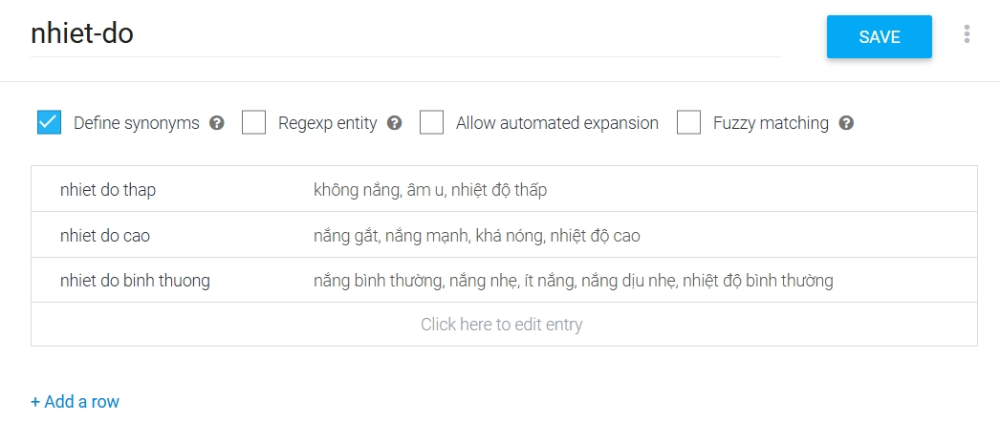 nhiet-do
SAVE
Define synonyms ? Regexp entity ? Allow automated expansion Fuzzy matching ?
nhiet do thap không nắng, âm u, nhiệt độ thấp
nhiet do cao nắng gắt, nắng mạnh, khá nóng, nhiệt độ cao
nhiet do binh thuong nắng bình thường, nắng nhẹ, ít nắng, nắng dịu nhẹ, nhiệt độ bình thường
Click here to edit entry
+ Add a row